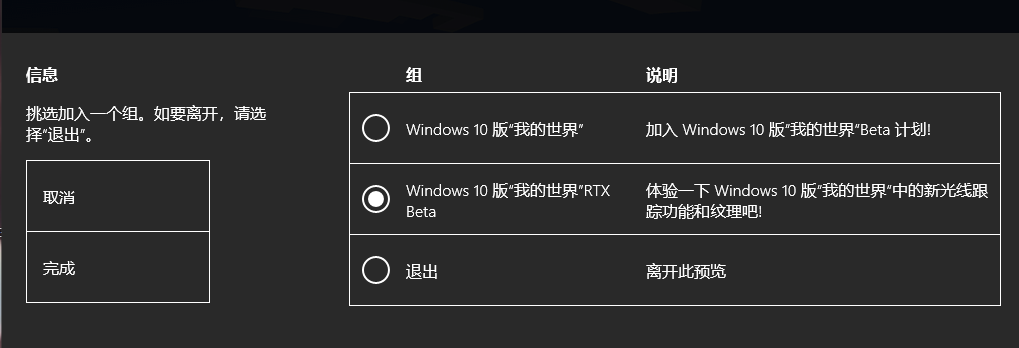 信息
挑选加入一个组。如要离开，请选
择“退出”。
取消
完成
组
说明
Windows 10 版“我的世界”
加入 Windows 10 版“我的世界”Beta 计划!
Windows 10 版“我的世界”RTX
Beta
体验一下 Windows 10 版“我的世界”中的新光线跟
踪功能和纹理吧!
退出
离开此预览